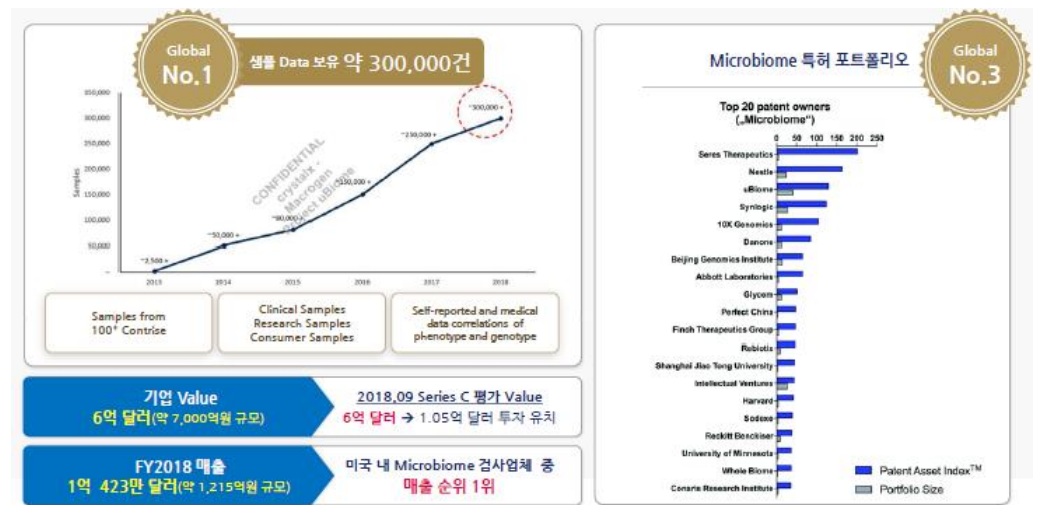 Global
No.1
샘플 Data 보유 약 300,000건
350,000
300,000
250,000
200,000
150,000
100,000
50,000
-
Samples
~2,500 +
~50,000 +
~80,000 +
~150,000 +
~250,000 +
~300,000 +
CONFIDENTIAL
crystalx -
Macrogen
Project uBiome
2013
2014
2015
2016
2017
2018
Samples from
100+ Contrise
Clinical Samples
Research Samples
Consumer Samples
Self-reported and medical
data correlations of
phenotype and genotype
기업 Value
6억 달러(약 7,000억원 규모)
2018.09 Series C 평가 Value
6억 달러 → 1.05억 달러 투자 유치
FY2018 매출
1억 423만 달러(약 1,215억원 규모)
미국 내 Microbiome 검사업체 중
매출 순위 1위
Microbiome 특허 포트폴리오
Global
No.3
Top 20 patent owners
(„Microbiome“)
0 50 100 150 200 250
Seres Therapeutics
Nestle
uBiome
Synlogic
10X Genomics
Danone
Beijing Genomics Institute
Abbott Laboratories
Glycom
Perfect China
Finch Therapeutics Group
Rebiotix
Shanghai Jiao Tong University
Intellectual Ventures
Harvard
Sodexo
Reckitt Benckiser
University of Minnesota
Whole Biome
Conaris Research Institute
Patent Asset Index™
Portfolio Size